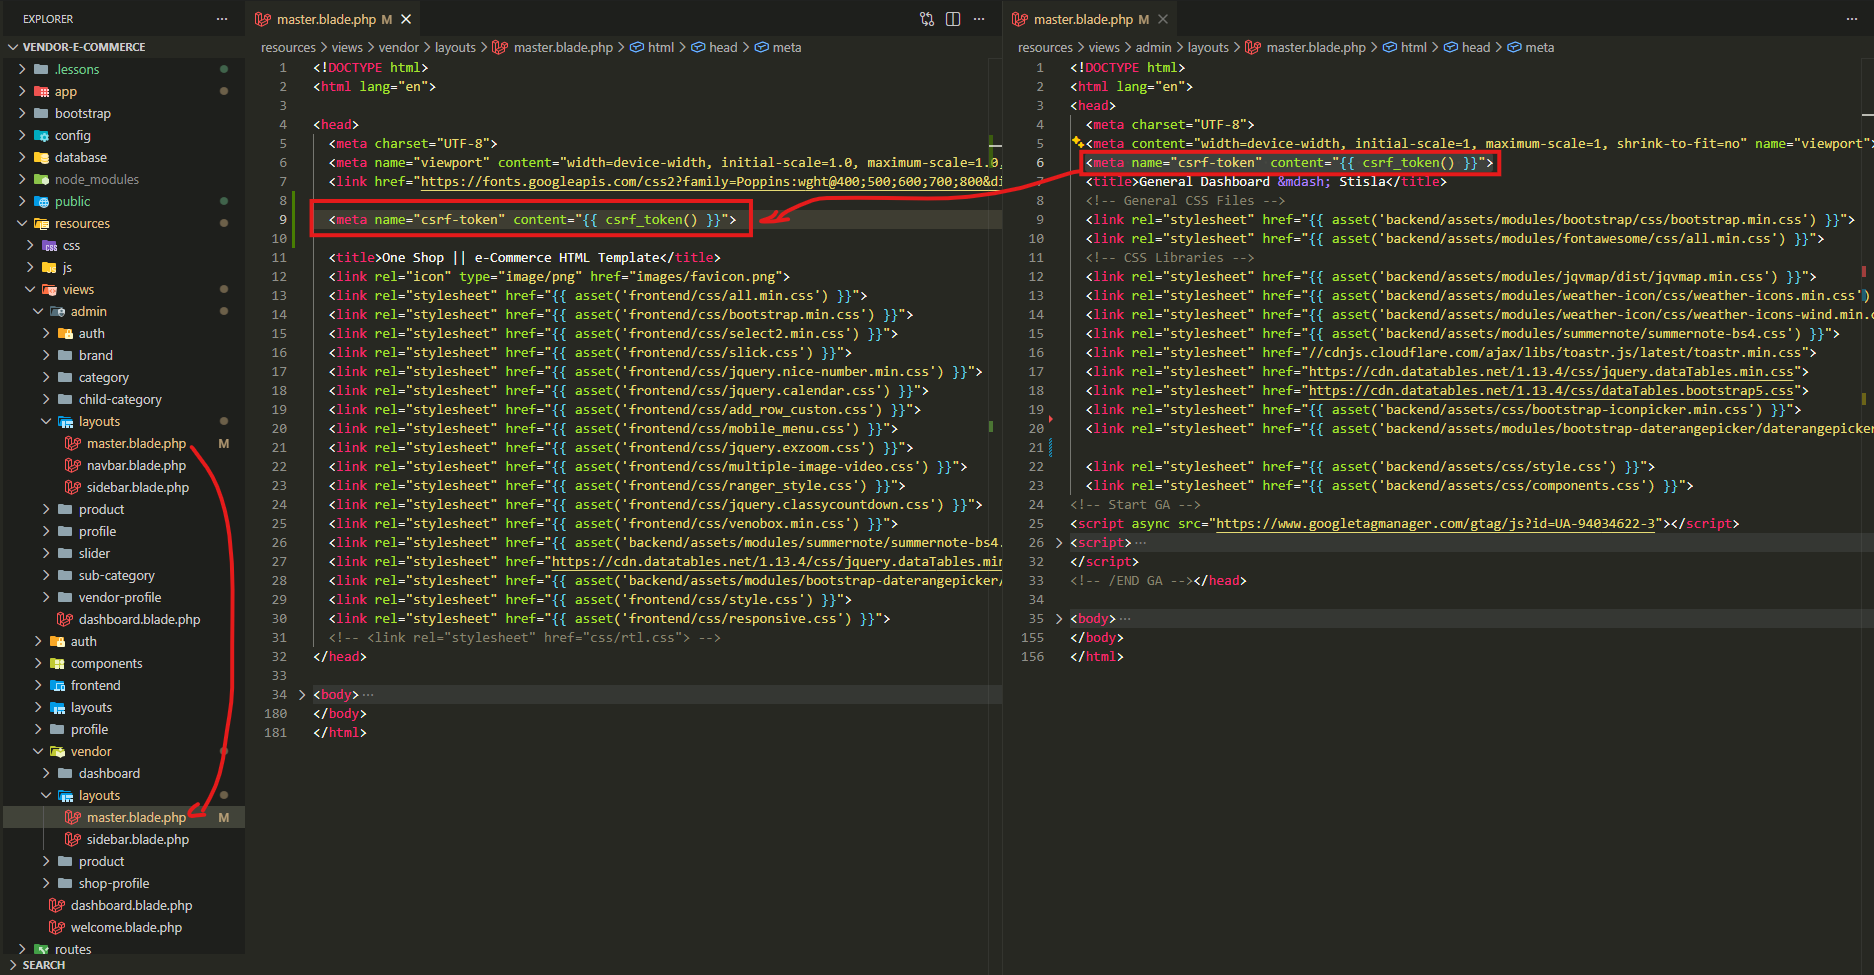 EXPLORER
VENDOR-E-COMMERCE
.lessons
app
bootstrap
config
database
node_modules
public
resources
css
js
views
admin
auth
brand
category
child-category
layouts
master.blade.php M
navbar.blade.php
sidebar.blade.php
product
profile
slider
sub-category
vendor-profile
dashboard.blade.php
auth
components
frontend
layouts
profile
vendor
dashboard
layouts
master.blade.php M
sidebar.blade.php
product
shop-profile
dashboard.blade.php
welcome.blade.php
routes
SEARCH
master.blade.php M
resources > views > vendor > layouts > master.blade.php > html > head > meta
1 <!DOCTYPE html>
2 <html lang="en">
3
4 <head>
5 <meta charset="UTF-8">
6 <meta name="viewport" content="width=device-width, initial-scale=1.0, maximum-scale=1.0,
7 <link href="https://fonts.googleapis.com/css2?family=Poppins:wght@400;500;600;700;800&di
8
9 <meta name="csrf-token" content="{{ csrf_token() }}">
10
11 <title>One Shop || e-Commerce HTML Template</title>
12 <link rel="icon" type="image/png" href="images/favicon.png">
13 <link rel="stylesheet" href="{{ asset('frontend/css/all.min.css') }}">
14 <link rel="stylesheet" href="{{ asset('frontend/css/bootstrap.min.css') }}">
15 <link rel="stylesheet" href="{{ asset('frontend/css/select2.min.css') }}">
16 <link rel="stylesheet" href="{{ asset('frontend/css/slick.css') }}">
17 <link rel="stylesheet" href="{{ asset('frontend/css/jquery.nice-number.min.css') }}">
18 <link rel="stylesheet" href="{{ asset('frontend/css/jquery.calendar.css') }}">
19 <link rel="stylesheet" href="{{ asset('frontend/css/add_row_custon.css') }}">
20 <link rel="stylesheet" href="{{ asset('frontend/css/mobile_menu.css') }}">
21 <link rel="stylesheet" href="{{ asset('frontend/css/jquery.exzoom.css') }}">
22 <link rel="stylesheet" href="{{ asset('frontend/css/multiple-image-video.css') }}">
23 <link rel="stylesheet" href="{{ asset('frontend/css/ranger_style.css') }}">
24 <link rel="stylesheet" href="{{ asset('frontend/css/jquery.classycountdown.css') }}">
25 <link rel="stylesheet" href="{{ asset('frontend/css/venobox.min.css') }}">
26 <link rel="stylesheet" href="{{ asset('backend/assets/modules/summernote/summernote-bs4.
27 <link rel="stylesheet" href="https://cdn.datatables.net/1.13.4/css/jquery.dataTables.min
28 <link rel="stylesheet" href="{{ asset('backend/assets/modules/bootstrap-daterangepicker/
29 <link rel="stylesheet" href="{{ asset('frontend/css/style.css') }}">
30 <link rel="stylesheet" href="{{ asset('frontend/css/responsive.css') }}">
31 <!-- <link rel="stylesheet" href="css/rtl.css"> -->
32 </head>
33
34 <body>
180 </body>
181 </html>
master.blade.php M
resources > views > admin > layouts > master.blade.php > html > head > meta
1 <!DOCTYPE html>
2 <html lang="en">
3 <head>
4 <meta charset="UTF-8">
5 <meta content="width=device-width, initial-scale=1, maximum-scale=1, shrink-to-fit=no" name="viewport">
6 <meta name="csrf-token" content="{{ csrf_token() }}">
7 <title>General Dashboard &mdash; Stisla</title>
8 <!-- General CSS Files -->
9 <link rel="stylesheet" href="{{ asset('backend/assets/modules/bootstrap/css/bootstrap.min.css') }}">
10 <link rel="stylesheet" href="{{ asset('backend/assets/modules/fontawesome/css/all.min.css') }}">
11 <!-- CSS Libraries -->
12 <link rel="stylesheet" href="{{ asset('backend/assets/modules/jqvmap/dist/jqvmap.min.css') }}">
13 <link rel="stylesheet" href="{{ asset('backend/assets/modules/weather-icon/css/weather-icons.min.css')
14 <link rel="stylesheet" href="{{ asset('backend/assets/modules/weather-icon/css/weather-icons-wind.min.c
15 <link rel="stylesheet" href="{{ asset('backend/assets/modules/summernote/summernote-bs4.css') }}">
16 <link rel="stylesheet" href="//cdnjs.cloudflare.com/ajax/libs/toastr.js/latest/toastr.min.css">
17 <link rel="stylesheet" href="https://cdn.datatables.net/1.13.4/css/jquery.dataTables.min.css">
18 <link rel="stylesheet" href="https://cdn.datatables.net/1.13.4/css/dataTables.bootstrap5.css">
19 <link rel="stylesheet" href="{{ asset('backend/assets/css/bootstrap-iconpicker.min.css') }}">
20 <link rel="stylesheet" href="{{ asset('backend/assets/modules/bootstrap-daterangepicker/daterangepicker
21
22 <link rel="stylesheet" href="{{ asset('backend/assets/css/style.css') }}">
23 <link rel="stylesheet" href="{{ asset('backend/assets/css/components.css') }}">
24 <!-- Start GA -->
25 <script async src="https://www.googletagmanager.com/gtag/js?id=UA-94034622-3"></script>
26 <script>
32 </script>
33 <!-- /END GA --></head>
34
35 <body>
155 </body>
156 </html>